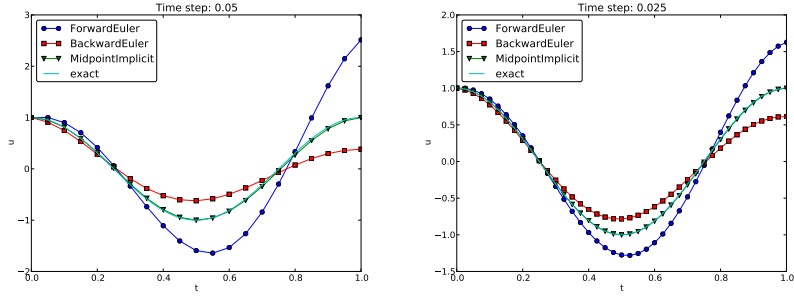 Time step: 0.05
3
2
1
0
−1
−2
u
0.0 0.2 0.4 0.6 0.8 1.0
t
ForwardEuler
BackwardEuler
MidpointImplicit
exact
Time step: 0.025
2.0
1.5
1.0
0.5
0.0
−0.5
−1.0
−1.5
u
0.0 0.2 0.4 0.6 0.8 1.0
t
ForwardEuler
BackwardEuler
MidpointImplicit
exact